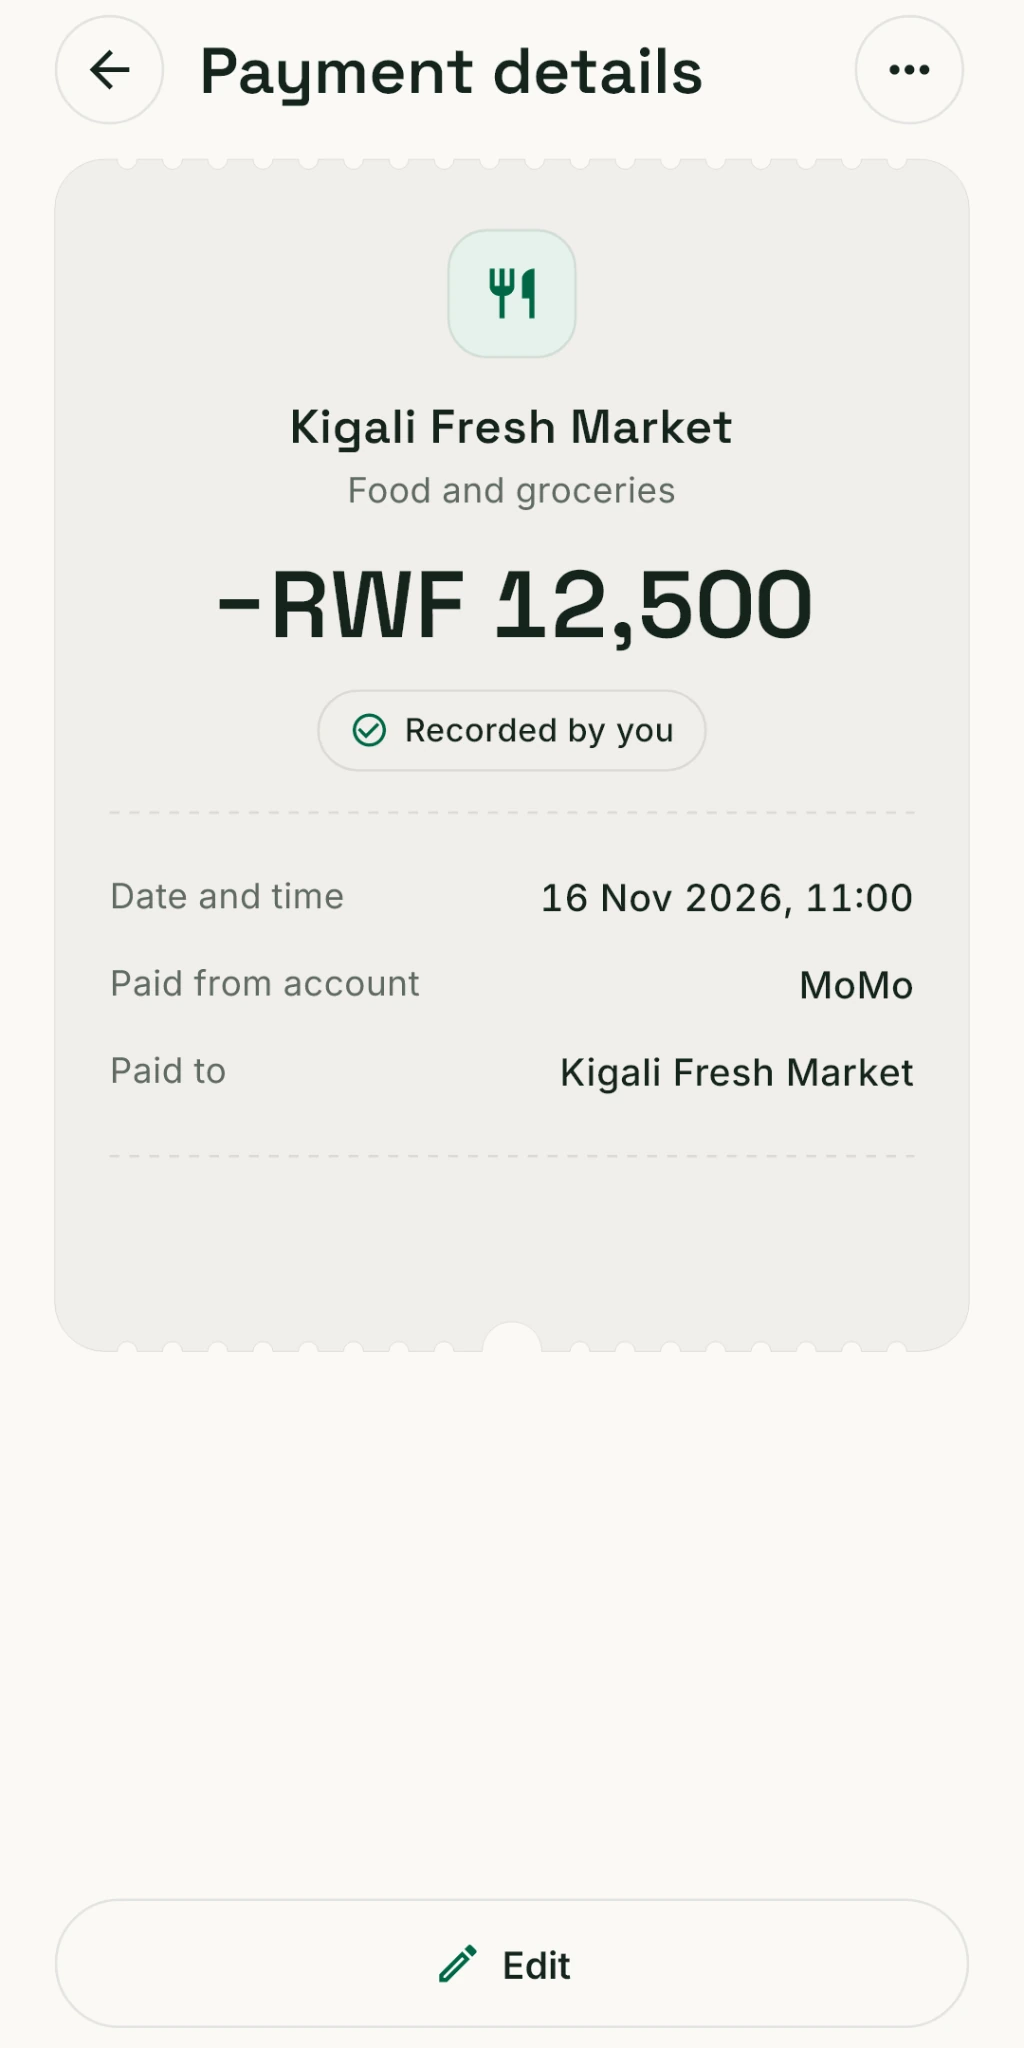 Payment details
Kigali Fresh Market
Food and groceries
−RWF 12,500
Recorded by you
Date and time 16 Nov 2026, 11:00
Paid from account MoMo
Paid to Kigali Fresh Market
Edit